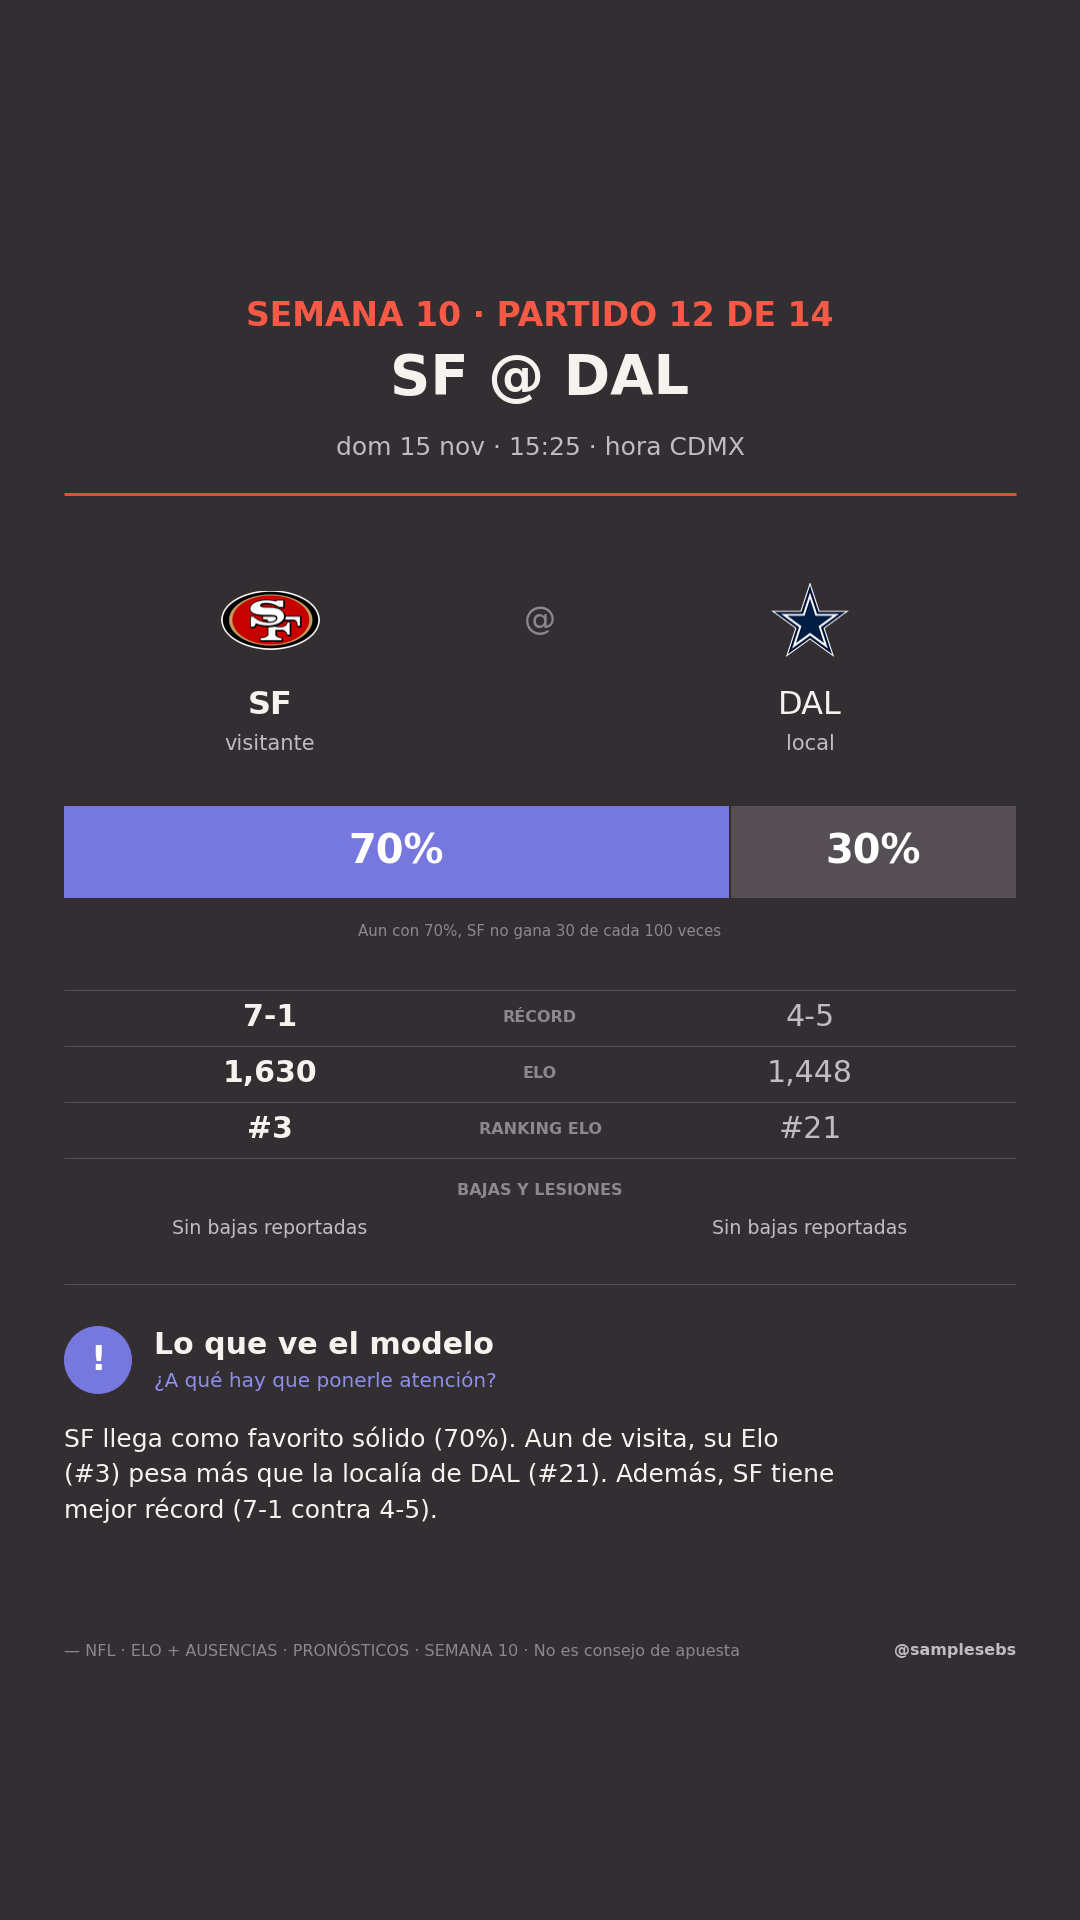 SEMANA 10 · PARTIDO 12 DE 14
SF @ DAL
dom 15 nov · 15:25 · hora CDMX
SF
@
SF
DAL
visitante
local
70%
30%
Aun con 70%, SF no gana 30 de cada 100 veces
7-1
RÉCORD
4-5
1,630
ELO
1,448
#3
RANKING ELO
#21
BAJAS Y LESIONES
Sin bajas reportadas
Sin bajas reportadas
!
Lo que ve el modelo
¿A qué hay que ponerle atención?
SF llega como favorito sólido (70%). Aun de visita, su Elo
(#3) pesa más que la localía de DAL (#21). Además, SF tiene
mejor récord (7-1 contra 4-5).
— NFL · ELO + AUSENCIAS · PRONÓSTICOS · SEMANA 10 · No es consejo de apuesta
@samplesebs